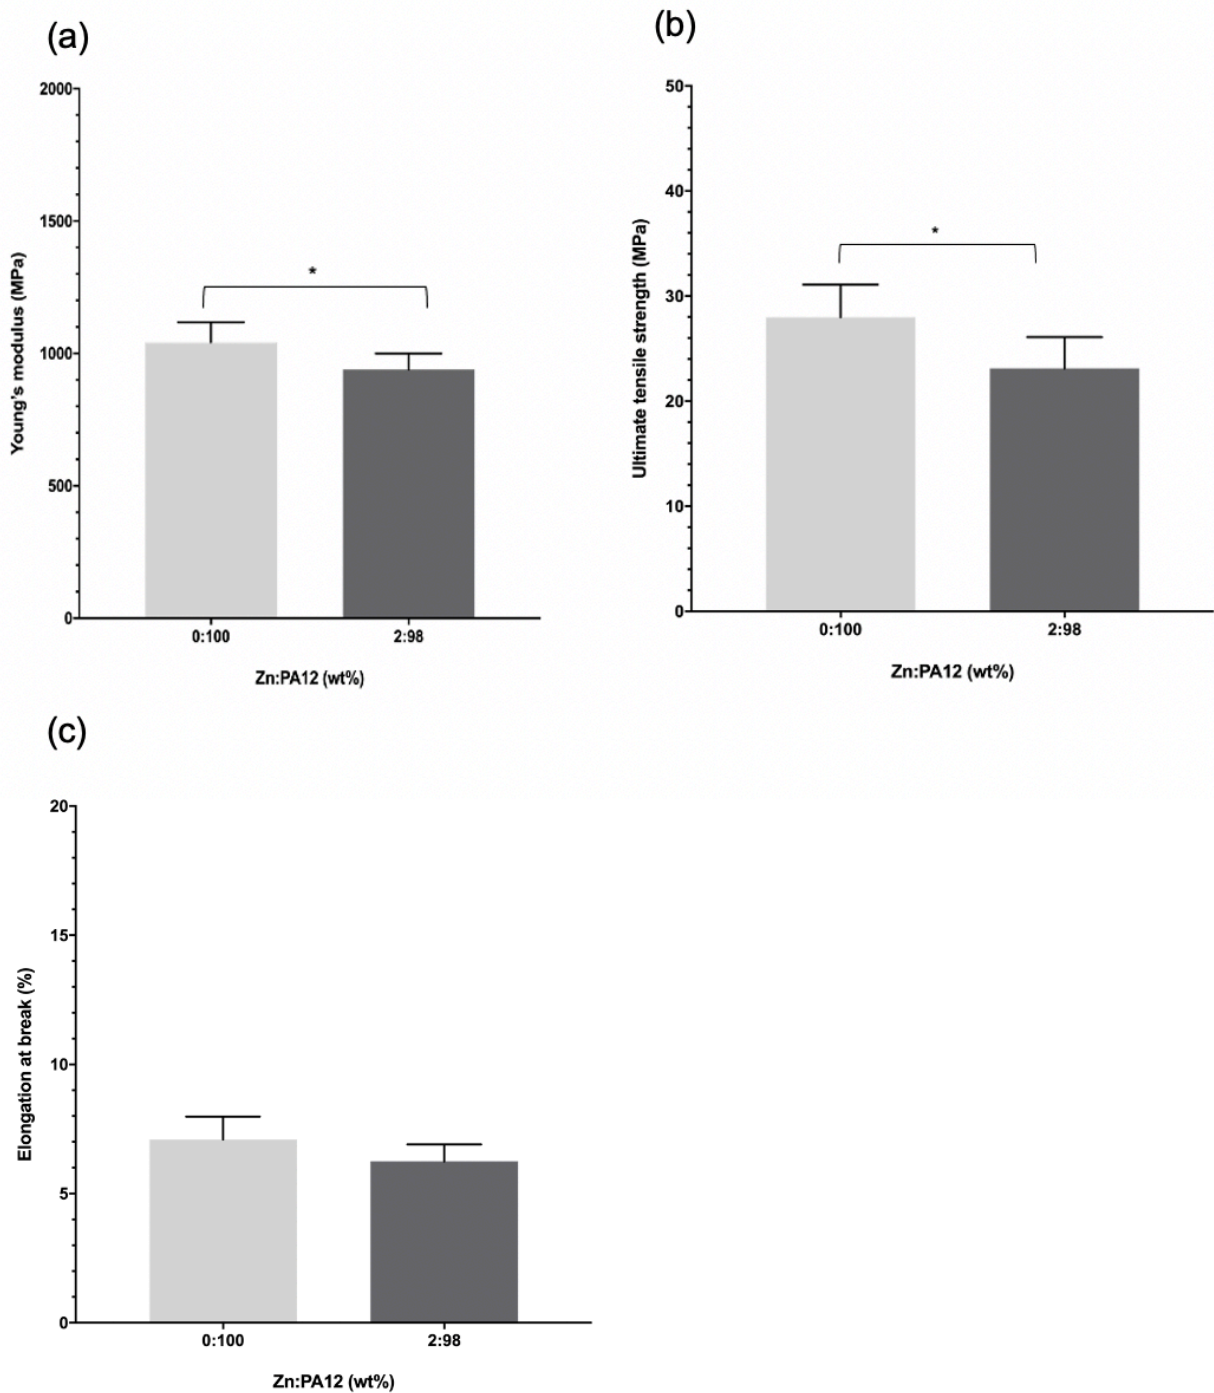 (a)
2000
1500
1000
500
0
Young's modulus (MPa)
*
0:100 2:98
Zn:PA12 (wt%)
(b)
50
40
30
20
10
0
Ultimate tensile strength (MPa)
*
0:100 2:98
Zn:PA12 (wt%)
(c)
20
15
10
5
0
Elongation at break (%)
0:100 2:98
Zn:PA12 (wt%)